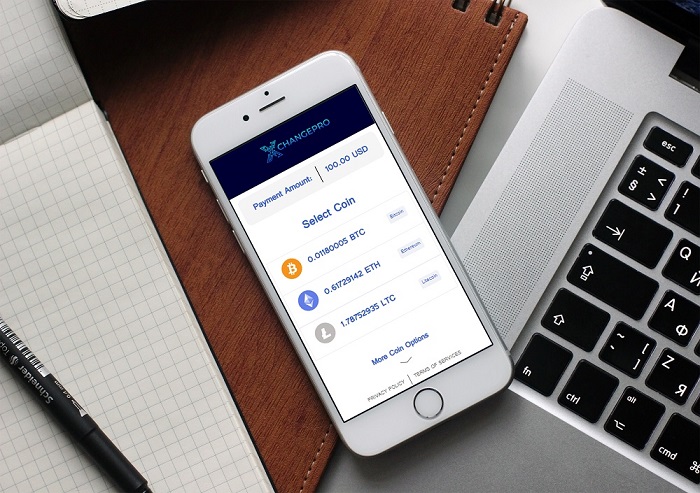 XCHANGEPRO
Payment Amount:
100.00 USD
Select Coin
0.01180005 BTC
Bitcoin
0.61729142 ETH
Ethereum
1.78752935 LTC
Litecoin
More Coin Options
PRIVACY POLICY
TERMS OF SERVICES
Schneider
esc
fn
ctrl
alt
cmd
Ф
Я